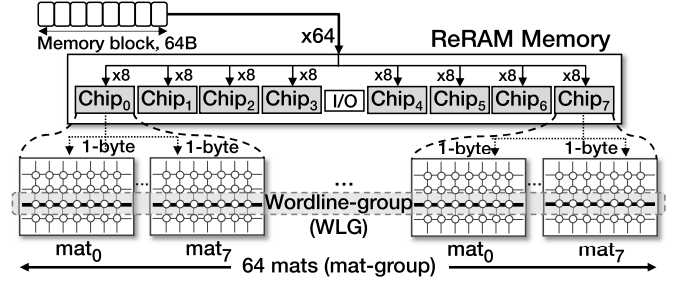 Memory block, 64B
x64
ReRAM Memory
x8 x8 x8 x8 x8 x8 x8 x8
Chip0 Chip1 Chip2 Chip3 I/O Chip4 Chip5 Chip6 Chip7
1-byte 1-byte 1-byte 1-byte
... ... ...
Wordline-group
(WLG)
mat0 mat7 mat0 mat7
64 mats (mat-group)